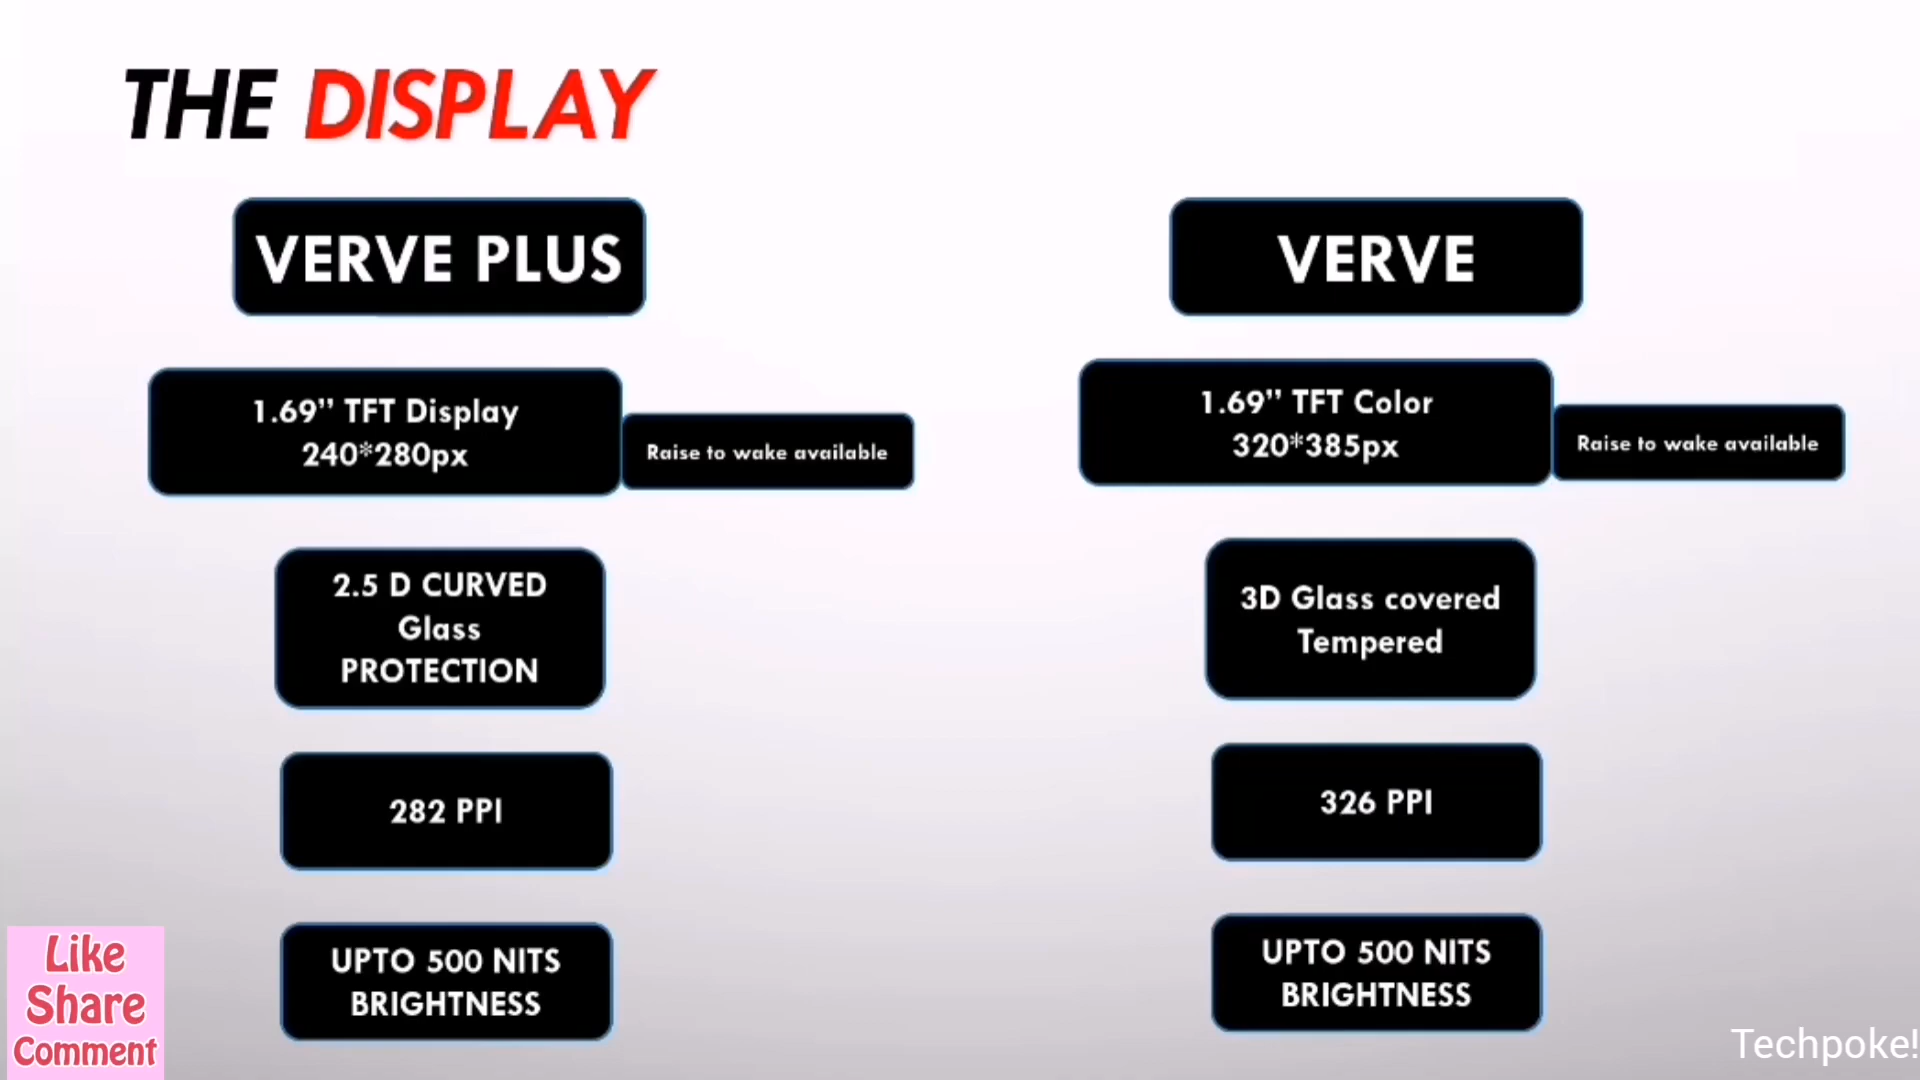 THE DISPLAY
VERVE PLUS
1.69” TFT Display
240*280px
Raise to wake available
2.5 D CURVED
Glass
PROTECTION
282 PPI
UPTO 500 NITS
BRIGHTNESS
VERVE
1.69” TFT Color
320*385px
Raise to wake available
3D Glass covered
Tempered
326 PPI
UPTO 500 NITS
BRIGHTNESS
Like
Share
Comment
Techpoke!